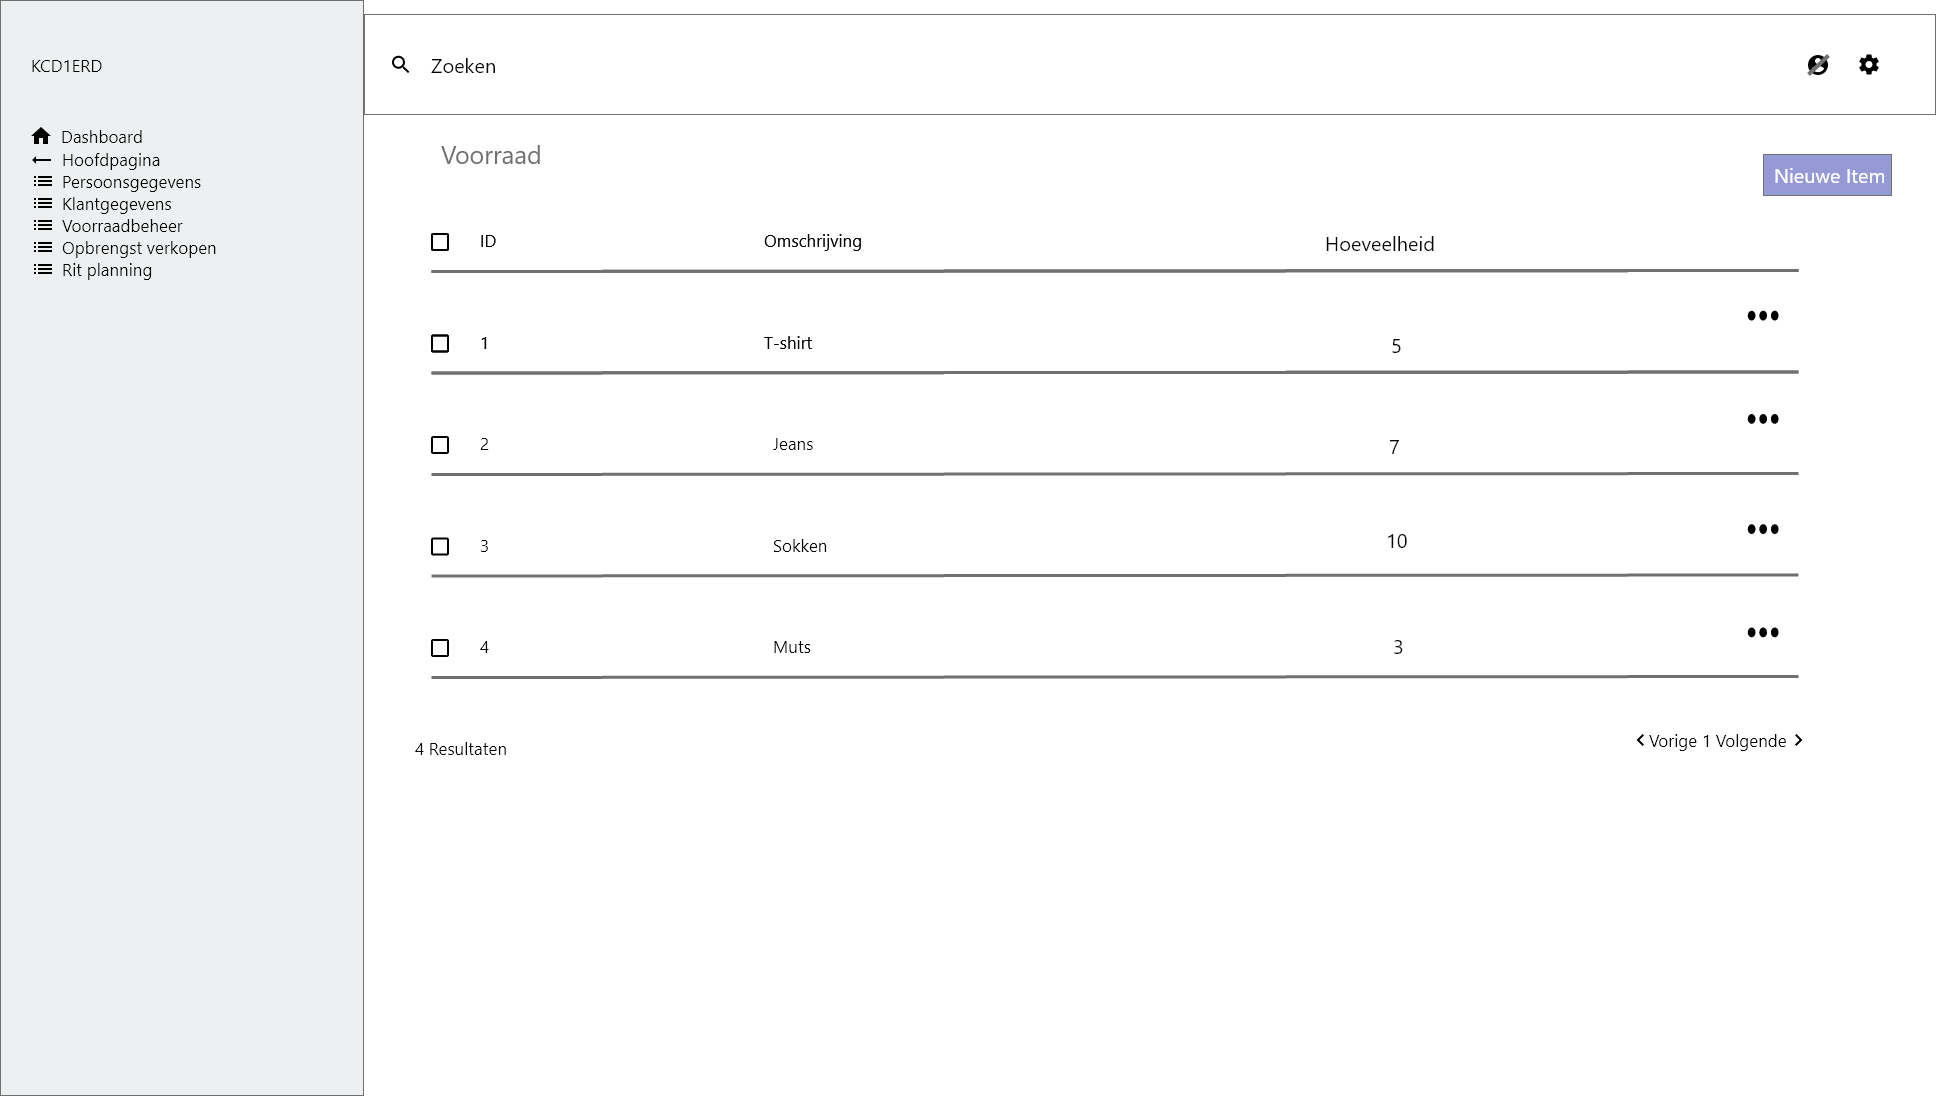 KCD1ERD
Dashboard
Hoofdpagina
Persoonsgegevens
Klantgegevens
Voorraadbeheer
Opbrengst verkopen
Rit planning
Zoeken
Voorraad
Nieuwe Item
ID Omschrijving Hoeveelheid
1 T-shirt 5
2 Jeans 7
3 Sokken 10
4 Muts 3
4 Resultaten
Vorige 1 Volgende